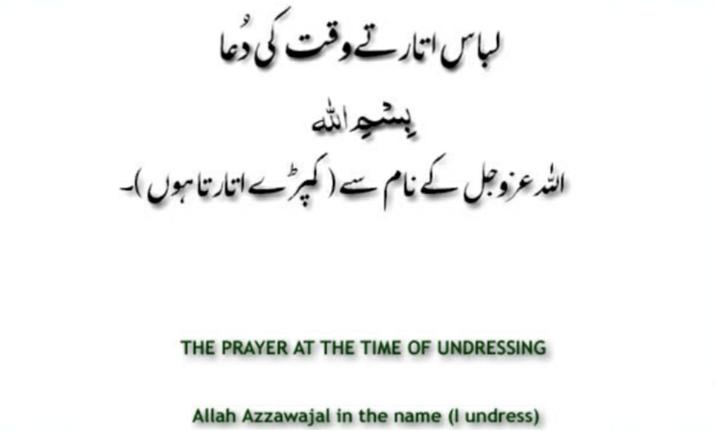 لباس اتارتے وقت کی دُعا
بِسْمِ اللہ
اللہ عزوجل کے نام سے (کپڑے اتارتا ہوں)۔
THE PRAYER AT THE TIME OF UNDRESSING
Allah Azzawajal in the name (I undress)